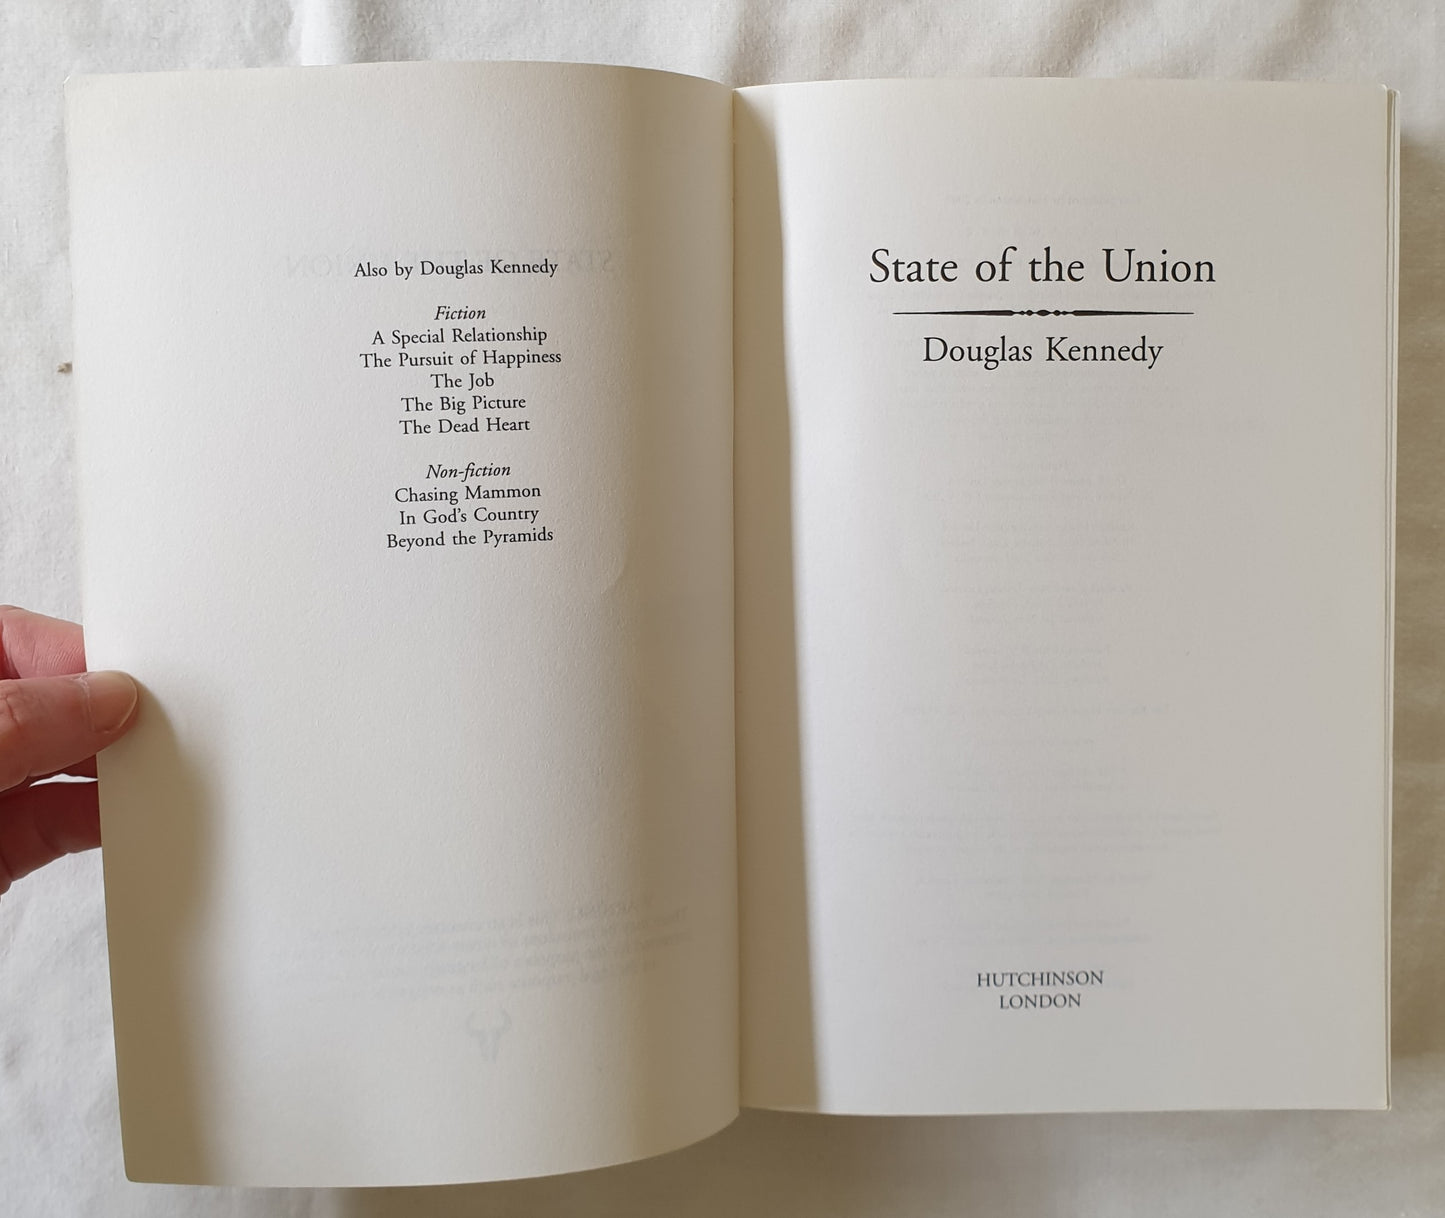 Also by Douglas Kennedy
Fiction
A Special Relationship
The Pursuit of Happiness
The Job
The Big Picture
The Dead Heart
Non-fiction
Chasing Mammon
In God's Country
Beyond the Pyramids
State of the Union
Douglas Kennedy
HUTCHINSON
LONDON